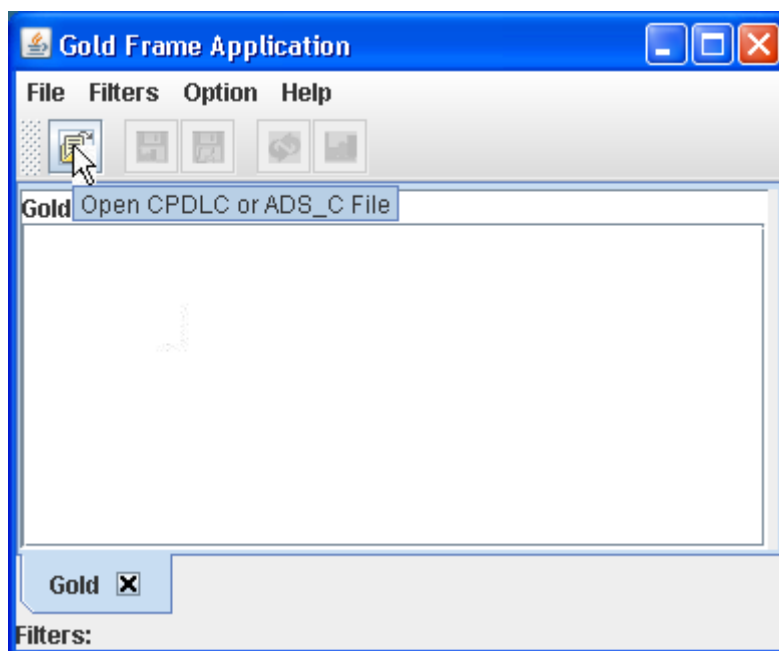 Gold Frame Application
File Filters Option Help
Open CPDLC or ADS_C File
Gold
Gold
Filters: